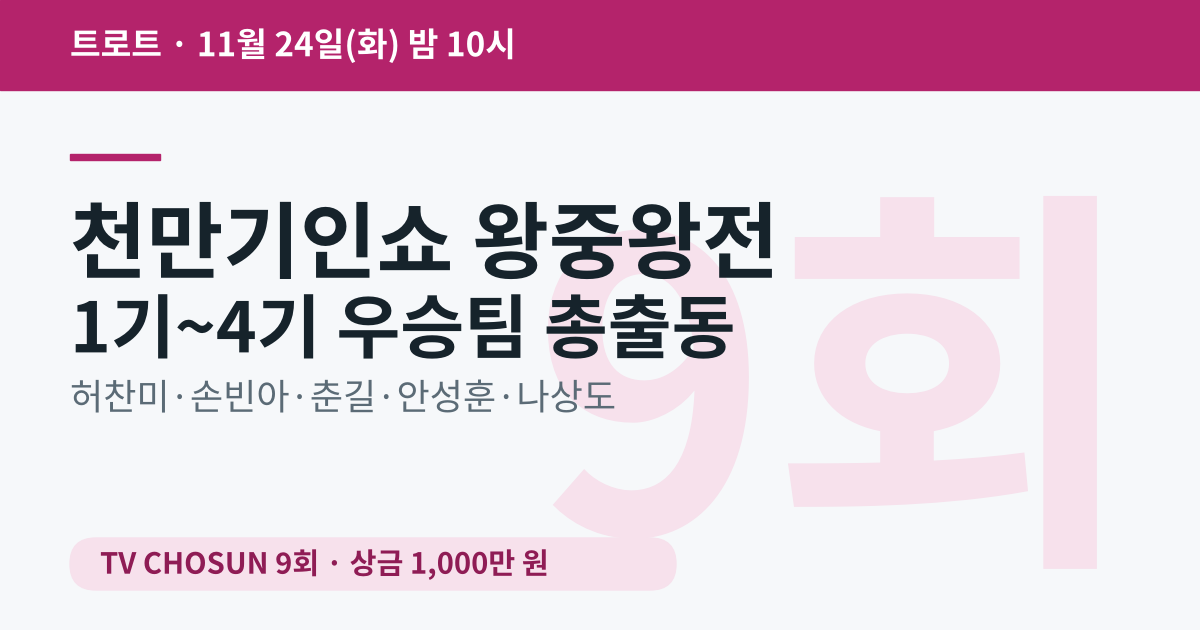 트로트 · 11월 24일(화) 밤 10시
천만기인쇼 왕중왕전
1기~4기 우승팀 총출동
허찬미·손빈아·춘길·안성훈·나상도
9회
TV CHOSUN 9회 · 상금 1,000만 원